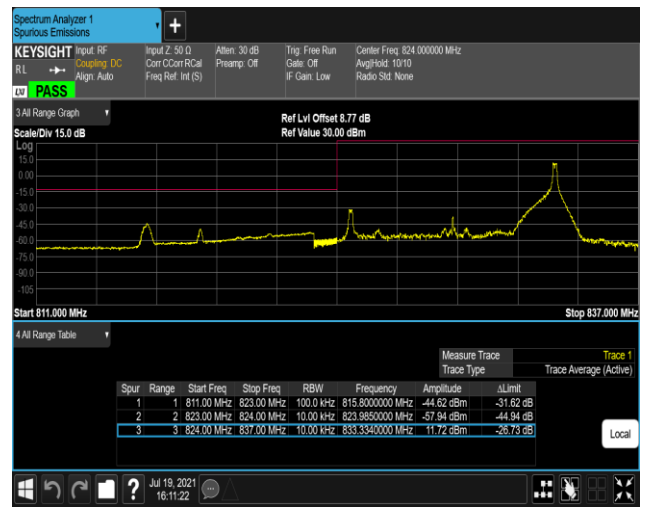 Spectrum Analyzer 1
Spurious Emissions
+
KEYSIGHT Input: RF Input Z: 50 Ω Atten: 30 dB Trig: Free Run Center Freq: 824.000000 MHz
RL Coupling: DC Corr CCorr RCal Preamp: Off Gate: Off Avg|Hold: 10/10
Align: Auto Freq Ref: Int (S) IF Gain: Low Radio Std: None
LXI PASS
3 All Range Graph
Ref Lvl Offset 8.77 dB
Scale/Div 15.0 dB Ref Value 30.00 dBm
Log
15.0
0.00
-15.0
-30.0
-45.0
-60.0
-75.0
-90.0
-105
Start 811.000 MHz Stop 837.000 MHz
4 All Range Table
Measure Trace Trace 1
Trace Type Trace Average (Active)
Spur Range Start Freq Stop Freq RBW Frequency Amplitude ΔLimit
1 1 811.00 MHz 823.00 MHz 100.0 kHz 815.8000000 MHz -44.62 dBm -31.62 dB
2 2 823.00 MHz 824.00 MHz 10.00 kHz 823.9850000 MHz -57.94 dBm -44.94 dB
3 3 824.00 MHz 837.00 MHz 10.00 kHz 833.3340000 MHz 11.72 dBm -26.73 dB
Local
? Jul 19, 2021
16:11:22